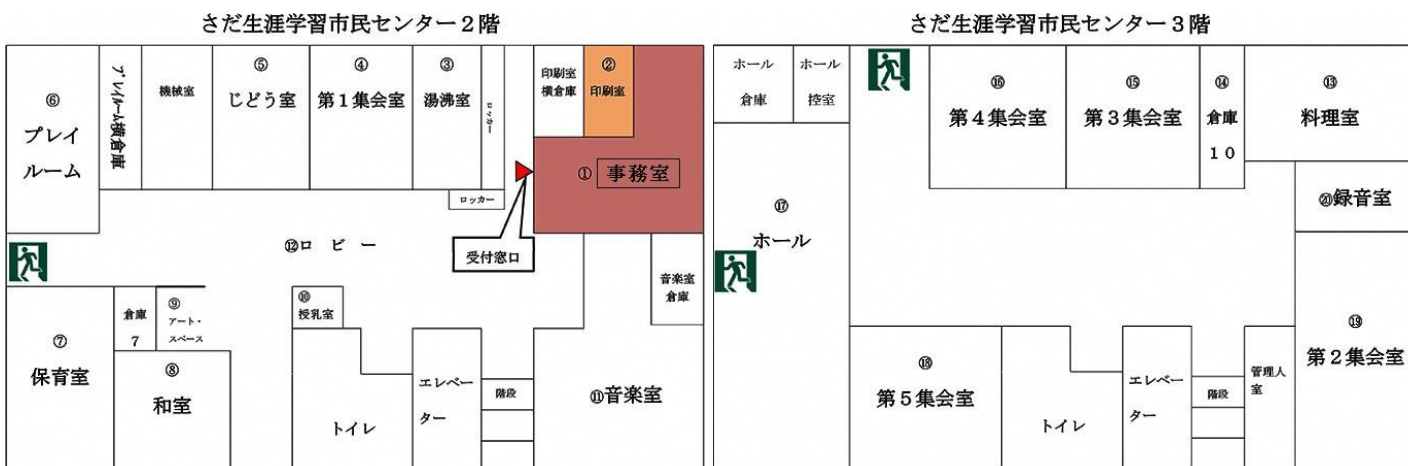 さだ生涯学習市民センター２階
⑥
プレイ
ルーム
プレイルーム横倉庫
機械室
⑤
じどう室
④
第１集会室
③
湯沸室
ロッカー
ロッカー
印刷室
横倉庫
②
印刷室
① 事務室
受付窓口
⑫ロ ビ ー
音楽室
倉庫
⑦
保育室
倉庫
７
⑨
アート・
スペース
⑧
和室
⑩
授乳室
トイレ
エレベー
ター
階段
⑪音楽室
さだ生涯学習市民センター３階
ホール
倉庫
ホール
控室
⑯
第４集会室
⑮
第３集会室
⑭
倉庫
１０
⑬
料理室
⑳録音室
⑰
ホール
⑲
第２集会室
⑱
第５集会室
トイレ
エレベー
ター
階段
管理人
室